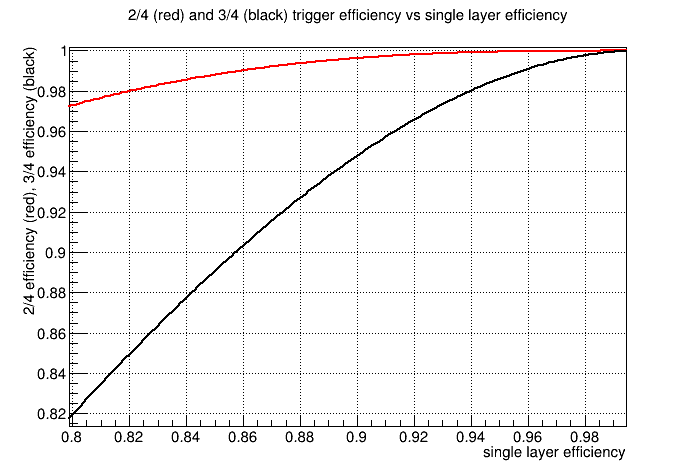 2/4 (red) and 3/4 (black) trigger efficiency vs single layer efficiency
2/4 efficiency (red), 3/4 efficiency (black)
1
0.98
0.96
0.94
0.92
0.9
0.88
0.86
0.84
0.82
0.8 0.82 0.84 0.86 0.88 0.9 0.92 0.94 0.96 0.98
single layer efficiency